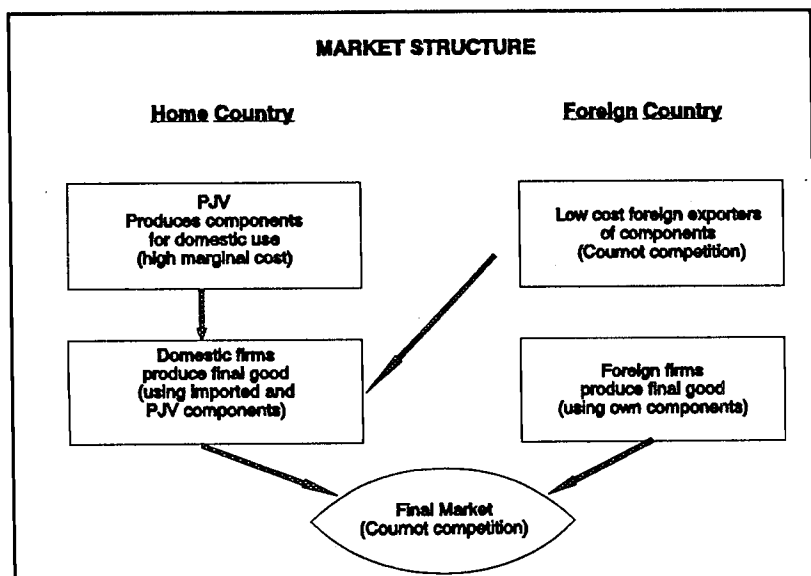 MARKET STRUCTURE
Home Country
Foreign Country
PJV
Produces components
for domestic use
(high marginal cost)
Low cost foreign exporters
of components
(Cournot competition)
Domestic firms
produce final good
(using imported and
PJV components)
Foreign firms
produce final good
(using own components)
Final Market
(Cournot competition)